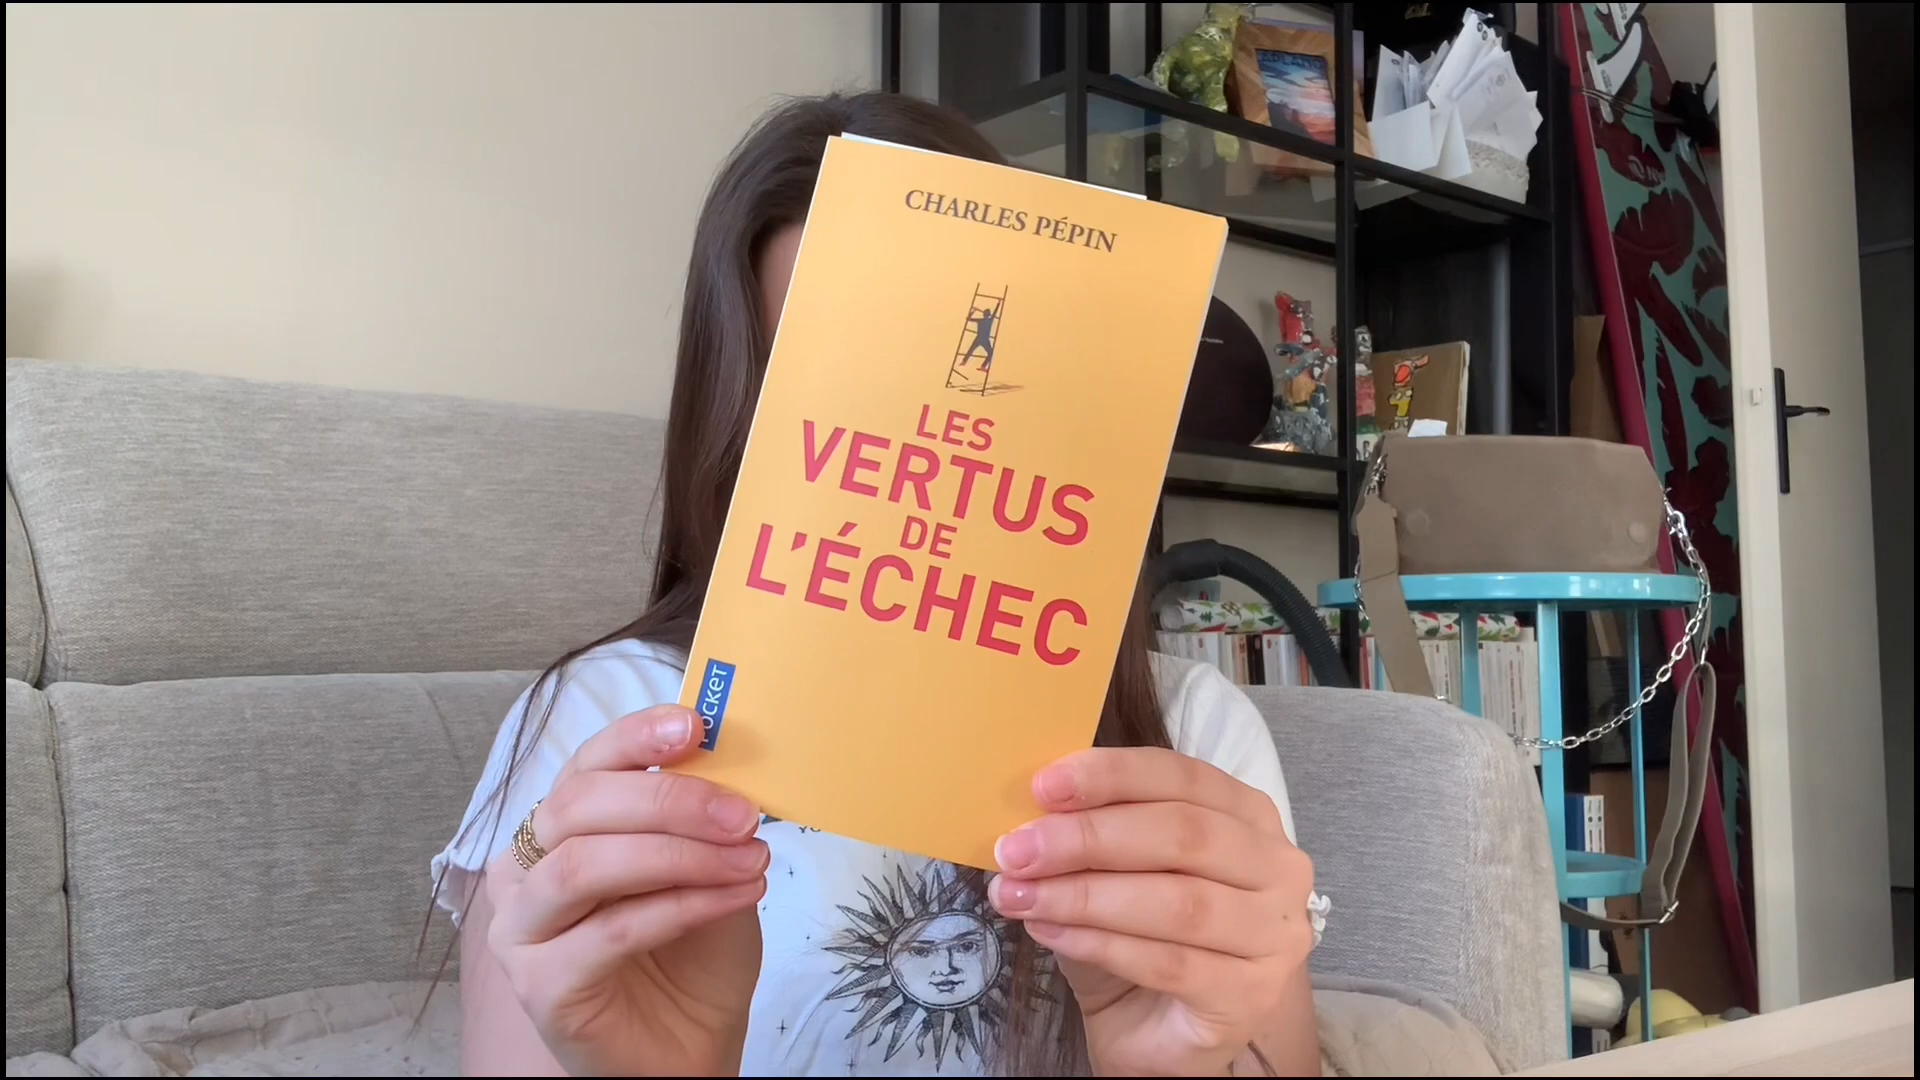 CHARLES PÉPIN
LES
VERTUS
DE
L'ÉCHEC
POCKET